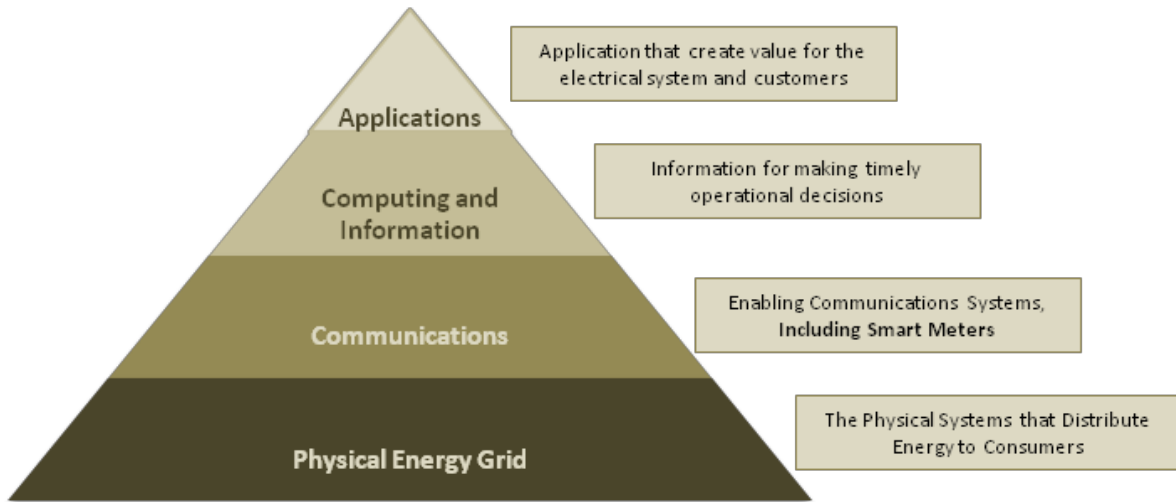 Application that create value for the
electrical system and customers
Applications
Information for making timely
operational decisions
Computing and
Information
Enabling Communications Systems,
Including Smart Meters
Communications
The Physical Systems that Distribute
Energy to Consumers
Physical Energy Grid